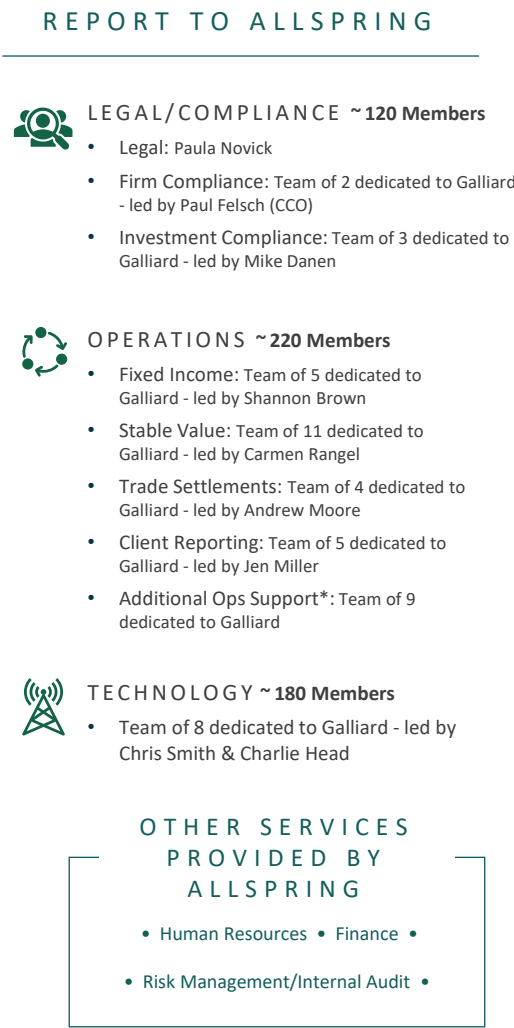 REPORT TO ALLSPRING
LEGAL/COMPLIANCE ~120 Members
• Legal: Paula Novick
• Firm Compliance: Team of 2 dedicated to Galliard
- led by Paul Felsch (CCO)
• Investment Compliance: Team of 3 dedicated to
Galliard - led by Mike Danen
OPERATIONS ~220 Members
• Fixed Income: Team of 5 dedicated to
Galliard - led by Shannon Brown
• Stable Value: Team of 11 dedicated to
Galliard - led by Carmen Rangel
• Trade Settlements: Team of 4 dedicated to
Galliard - led by Andrew Moore
• Client Reporting: Team of 5 dedicated to
Galliard - led by Jen Miller
• Additional Ops Support*: Team of 9
dedicated to Galliard
TECHNOLOGY ~180 Members
• Team of 8 dedicated to Galliard - led by
Chris Smith & Charlie Head
OTHER SERVICES
PROVIDED BY
ALLSPRING
• Human Resources • Finance •
• Risk Management/Internal Audit •